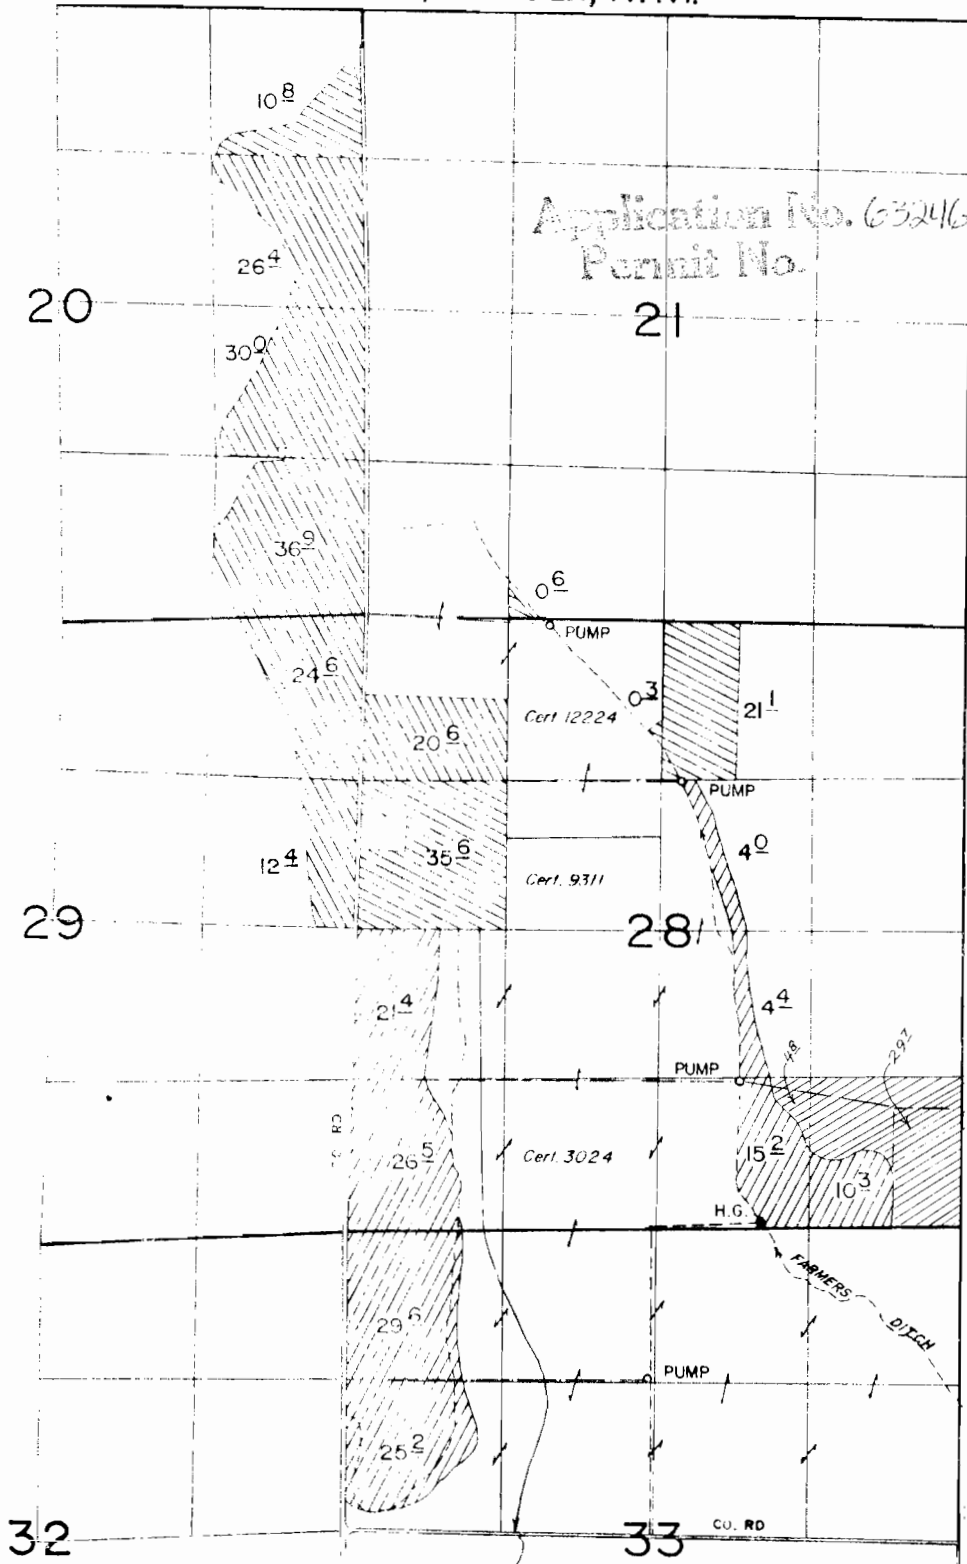 10 8
Application No. 63246
Permit No.
26 4
20
21
30 0
36 9
0 6
PUMP
24 6
0 3
21 1
Cert. 12224
20 6
PUMP
4 0
12 4
35 6
Cert. 9311
29
28
21 4
4 4
4 8
29 7
PUMP
CO. RD
26 5
Cert. 3024
15 2
10 3
H.G.
FARMERS
DITCH
29 6
PUMP
25 2
32
33
CO. RD